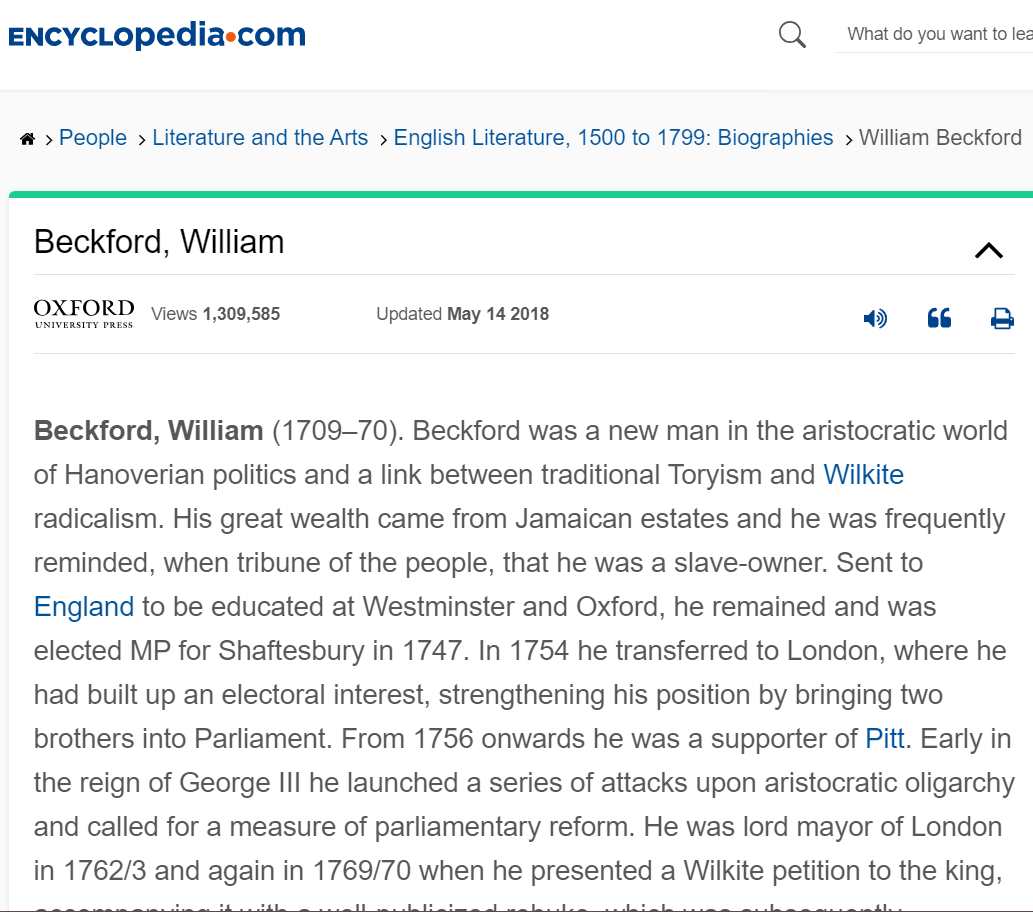 ENCYCLopedia.com
What do you want to lea
People
Literature and the Arts
English Literature, 1500 to 1799: Biographies
William Beckford
Beckford, William
OXFORD
UNIVERSITY PRESS
Views 1,309,585
Updated May 14 2018
Beckford, William (1709–70). Beckford was a new man in the aristocratic world
of Hanoverian politics and a link between traditional Toryism and Wilkite
radicalism. His great wealth came from Jamaican estates and he was frequently
reminded, when tribune of the people, that he was a slave-owner. Sent to
England to be educated at Westminster and Oxford, he remained and was
elected MP for Shaftesbury in 1747. In 1754 he transferred to London, where he
had built up an electoral interest, strengthening his position by bringing two
brothers into Parliament. From 1756 onwards he was a supporter of Pitt. Early in
the reign of George III he launched a series of attacks upon aristocratic oligarchy
and called for a measure of parliamentary reform. He was lord mayor of London
in 1762/3 and again in 1769/70 when he presented a Wilkite petition to the king,
accompanying it with a well-publicized rebuke, which was subsequently